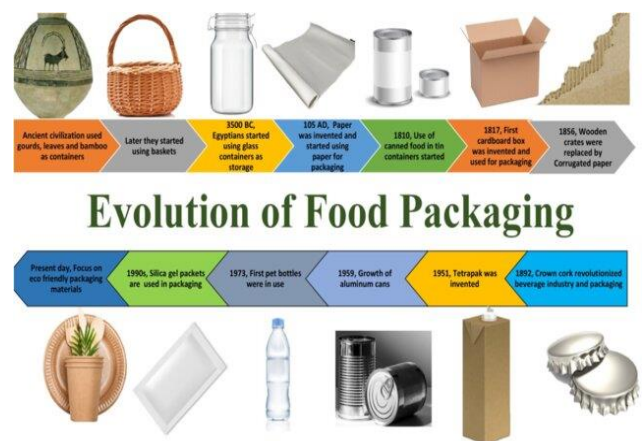 Ancient civilization used
gourds, leaves and bamboo
as containers
Later they started
using baskets
3500 BC,
Egyptians started
using glass
containers as
storage
105 AD, Paper
was invented and
started using
paper for
packaging
1810, Use of
canned food in tin
containers started
1817, First
cardboard box
was invented and
used for packaging
1856, Wooden
crates were
replaced by
Corrugated paper
Evolution of Food Packaging
Present day, Focus on
eco friendly packaging
materials
1990s, Silica gel packets
are used in packaging
1973, First pet bottles
were in use
1959, Growth of
aluminum cans
1951, Tetrapak was
invented
1892, Crown cork revolutionized
beverage industry and packaging